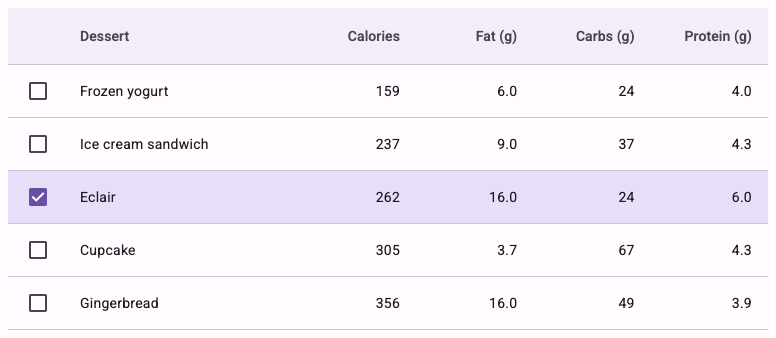 Dessert Calories Fat (g) Carbs (g) Protein (g)
Frozen yogurt 159 6.0 24 4.0
Ice cream sandwich 237 9.0 37 4.3
Eclair 262 16.0 24 6.0
Cupcake 305 3.7 67 4.3
Gingerbread 356 16.0 49 3.9